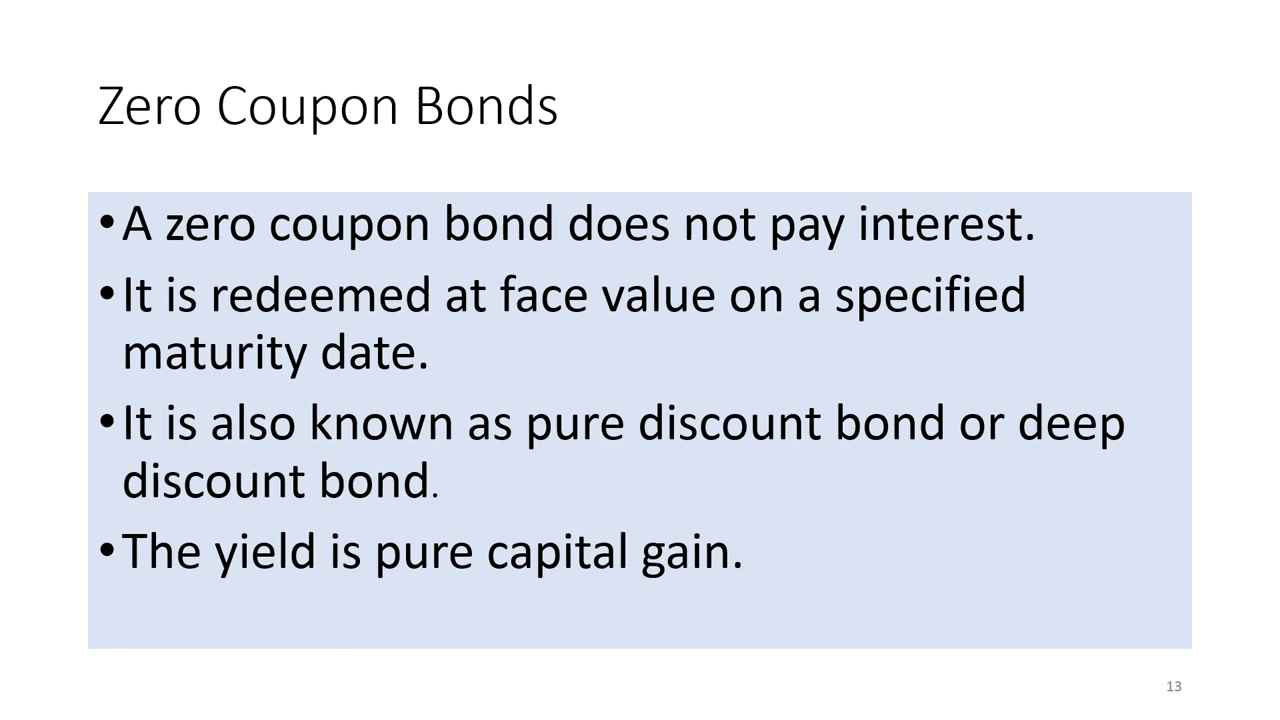 Zero Coupon Bonds
•A zero coupon bond does not pay interest.
•It is redeemed at face value on a specified
maturity date.
•It is also known as pure discount bond or deep
discount bond.
•The yield is pure capital gain.
13